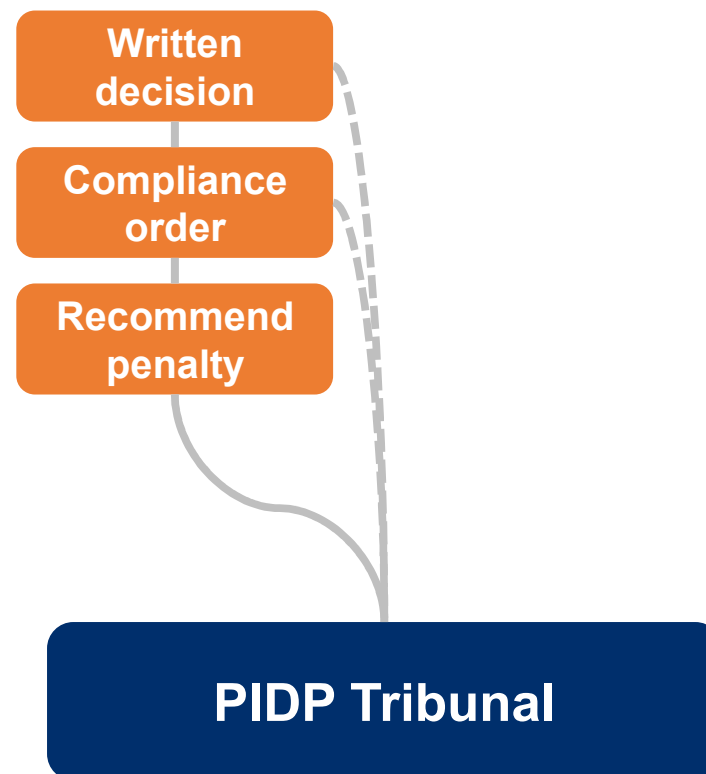 Written
decision
Compliance
order
Recommend
penalty
PIDP Tribunal